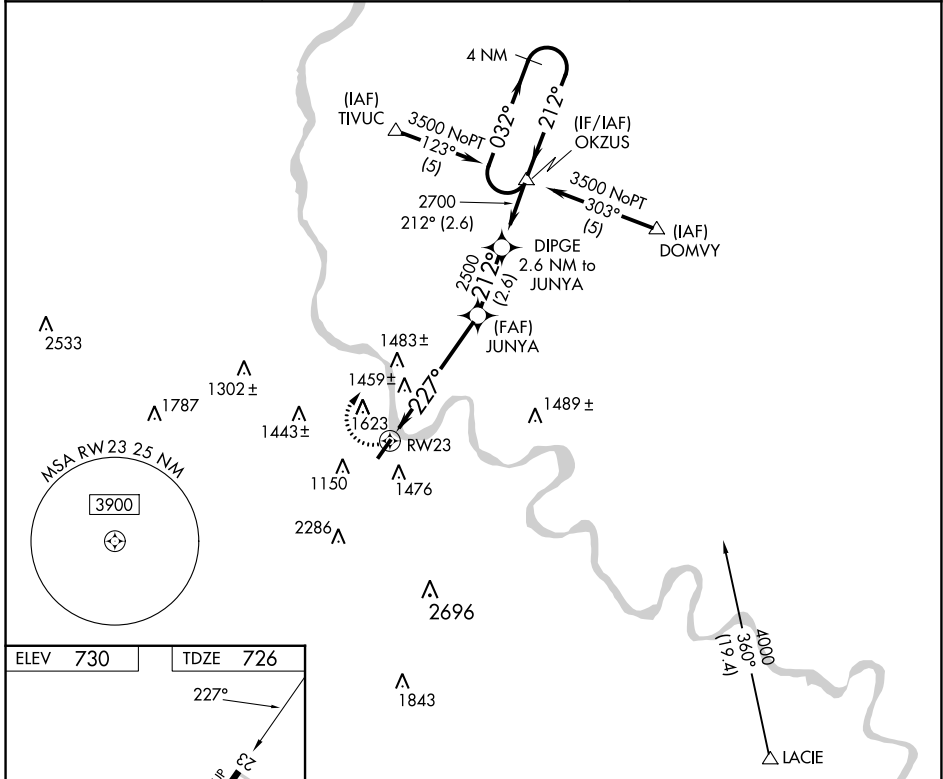 4 NM
032°
212°
(IAF)
TIVUC
3500 NoPT
123°
(5)
(IF/IAF)
OKZUS
3500 NoPT
303°
(5)
(IAF)
DOMVY
2700
212° (2.6)
DIPGE
2.6 NM to
JUNYA
2500
212°
(2.6)
(FAF)
JUNYA
2533
1483±
1302±
1459±
227°
1787
1443±
1623
1489±
RW23
MSA RW23 25 NM
3900
1150
1476
2286
2696
4000
360°
(19.4)
ELEV 730
TDZE 726
1843
227°
23
UP
LACIE